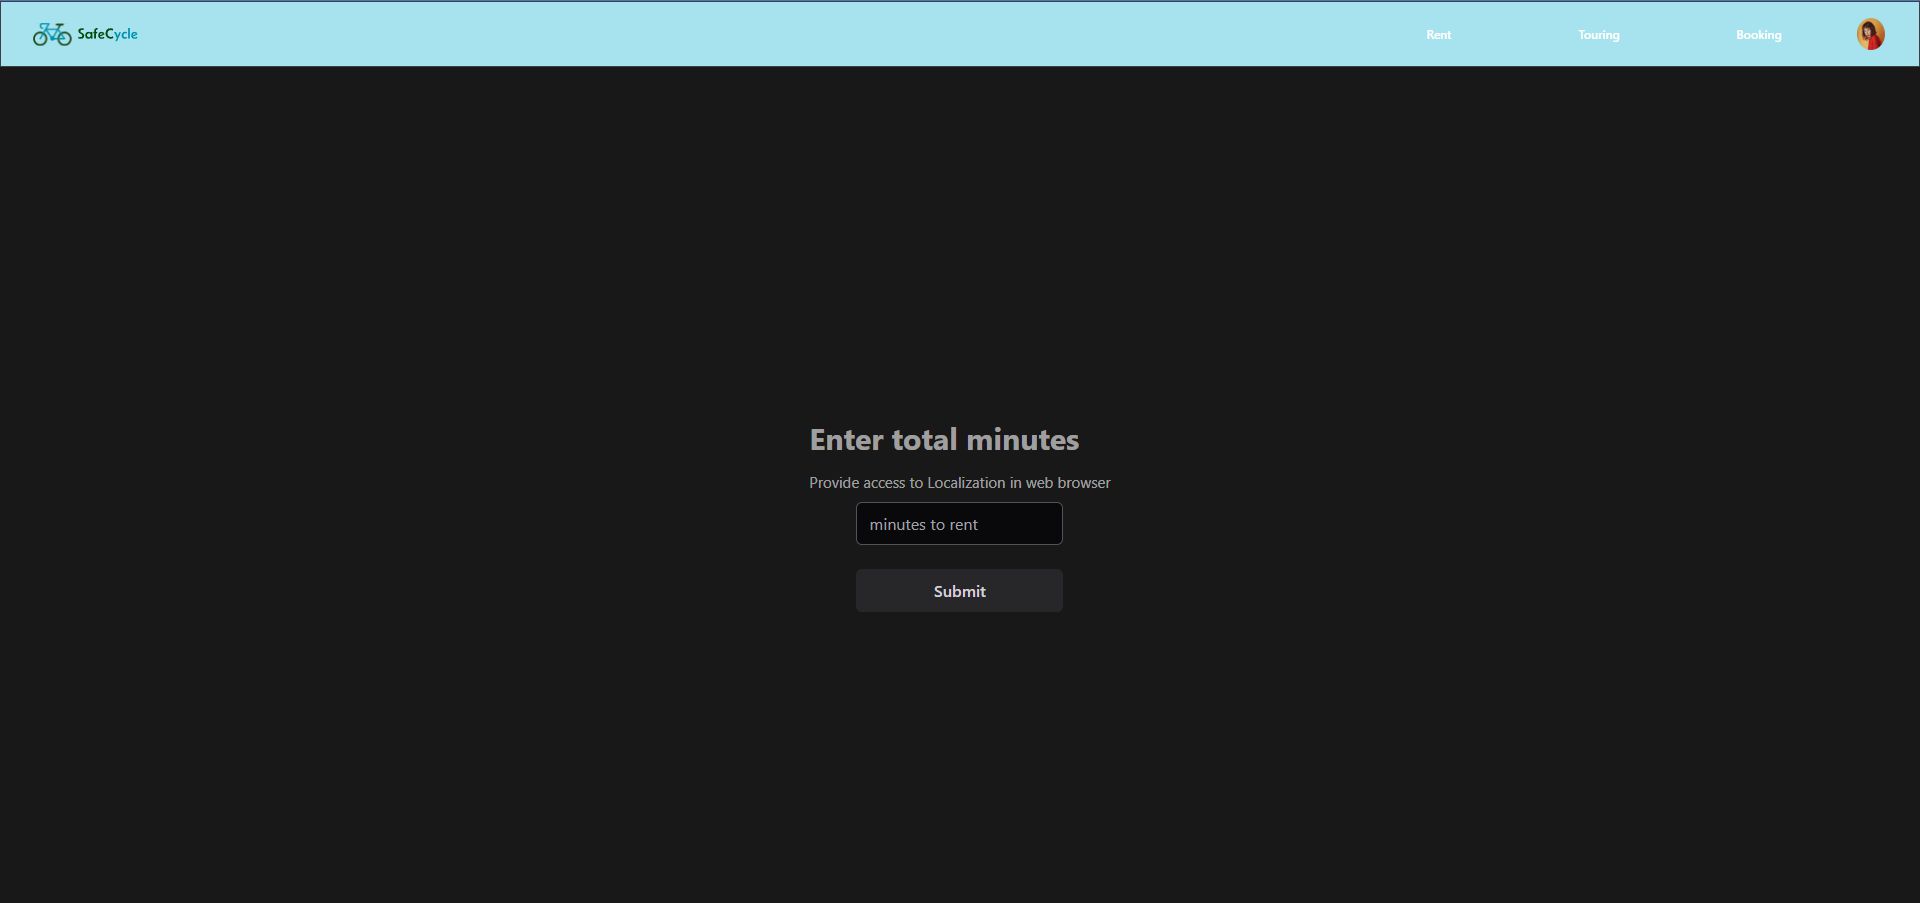 SafeCycle
Rent
Touring
Booking
Enter total minutes
Provide access to Localization in web browser
minutes to rent
Submit